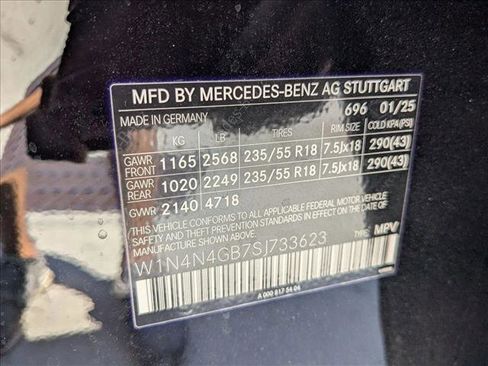 MFD BY MERCEDES-BENZ AG STUTTGART
696 01/25
KG LB TIRES RIM SIZE COLD KPA(PSI)
GAWR FRONT 1165 2568 235/55 R18 7.5Jx18 290(43)
GAWR REAR 1020 2249 235/55 R18 7.5Jx18 290(43)
GVWR 2140 4718
THIS VEHICLE CONFORMS TO ALL APPLICABLE FEDERAL MOTOR VEHICLE
SAFETY, BUMPER, AND THEFT PREVENTION STANDARDS IN EFFECT
ON THE DATE OF MANUFACTURE SHOWN ABOVE.
W1N4N4GB7SJ733623 TYPE: MPV
A 000 817 54 04